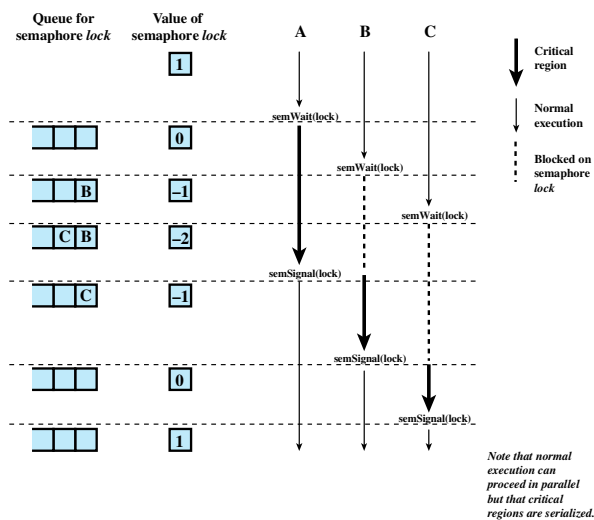 Queue for
semaphore lock
Value of
semaphore lock
A
B
C
1
Critical
region
Normal
execution
semWait(lock)
0
Blocked on
semaphore
lock
semWait(lock)
B
−1
semWait(lock)
C B
−2
semSignal(lock)
C
−1
semSignal(lock)
0
semSignal(lock)
1
Note that normal
execution can
proceed in parallel
but that critical
regions are serialized.